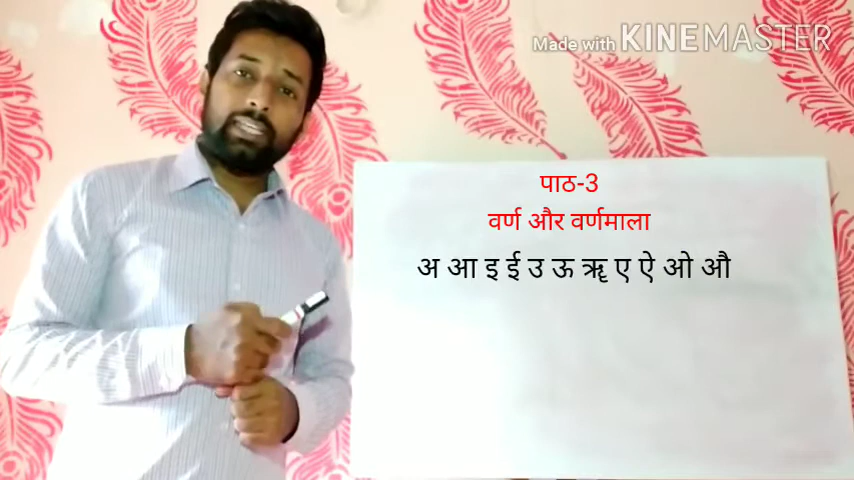 Made with KINEMASTER
पाठ-3
वर्ण और वर्णमाला
अ आ इ ई उ ऊ ॠ ए ऐ ओ औ